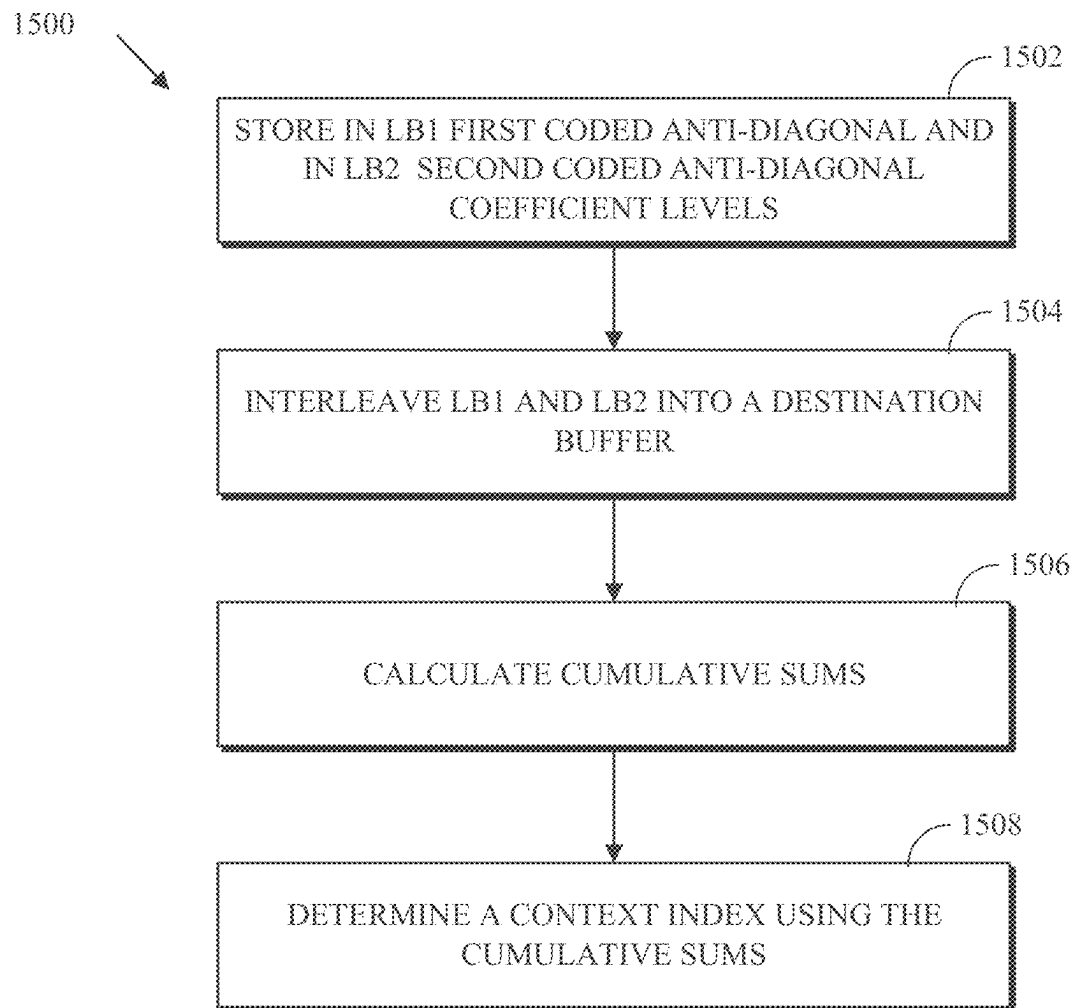 1500
1502
STORE IN LB1 FIRST CODED ANTI-DIAGONAL AND
IN LB2 SECOND CODED ANTI-DIAGONAL
COEFFICIENT LEVELS
1504
INTERLEAVE LB1 AND LB2 INTO A DESTINATION
BUFFER
1506
CALCULATE CUMULATIVE SUMS
1508
DETERMINE A CONTEXT INDEX USING THE
CUMULATIVE SUMS